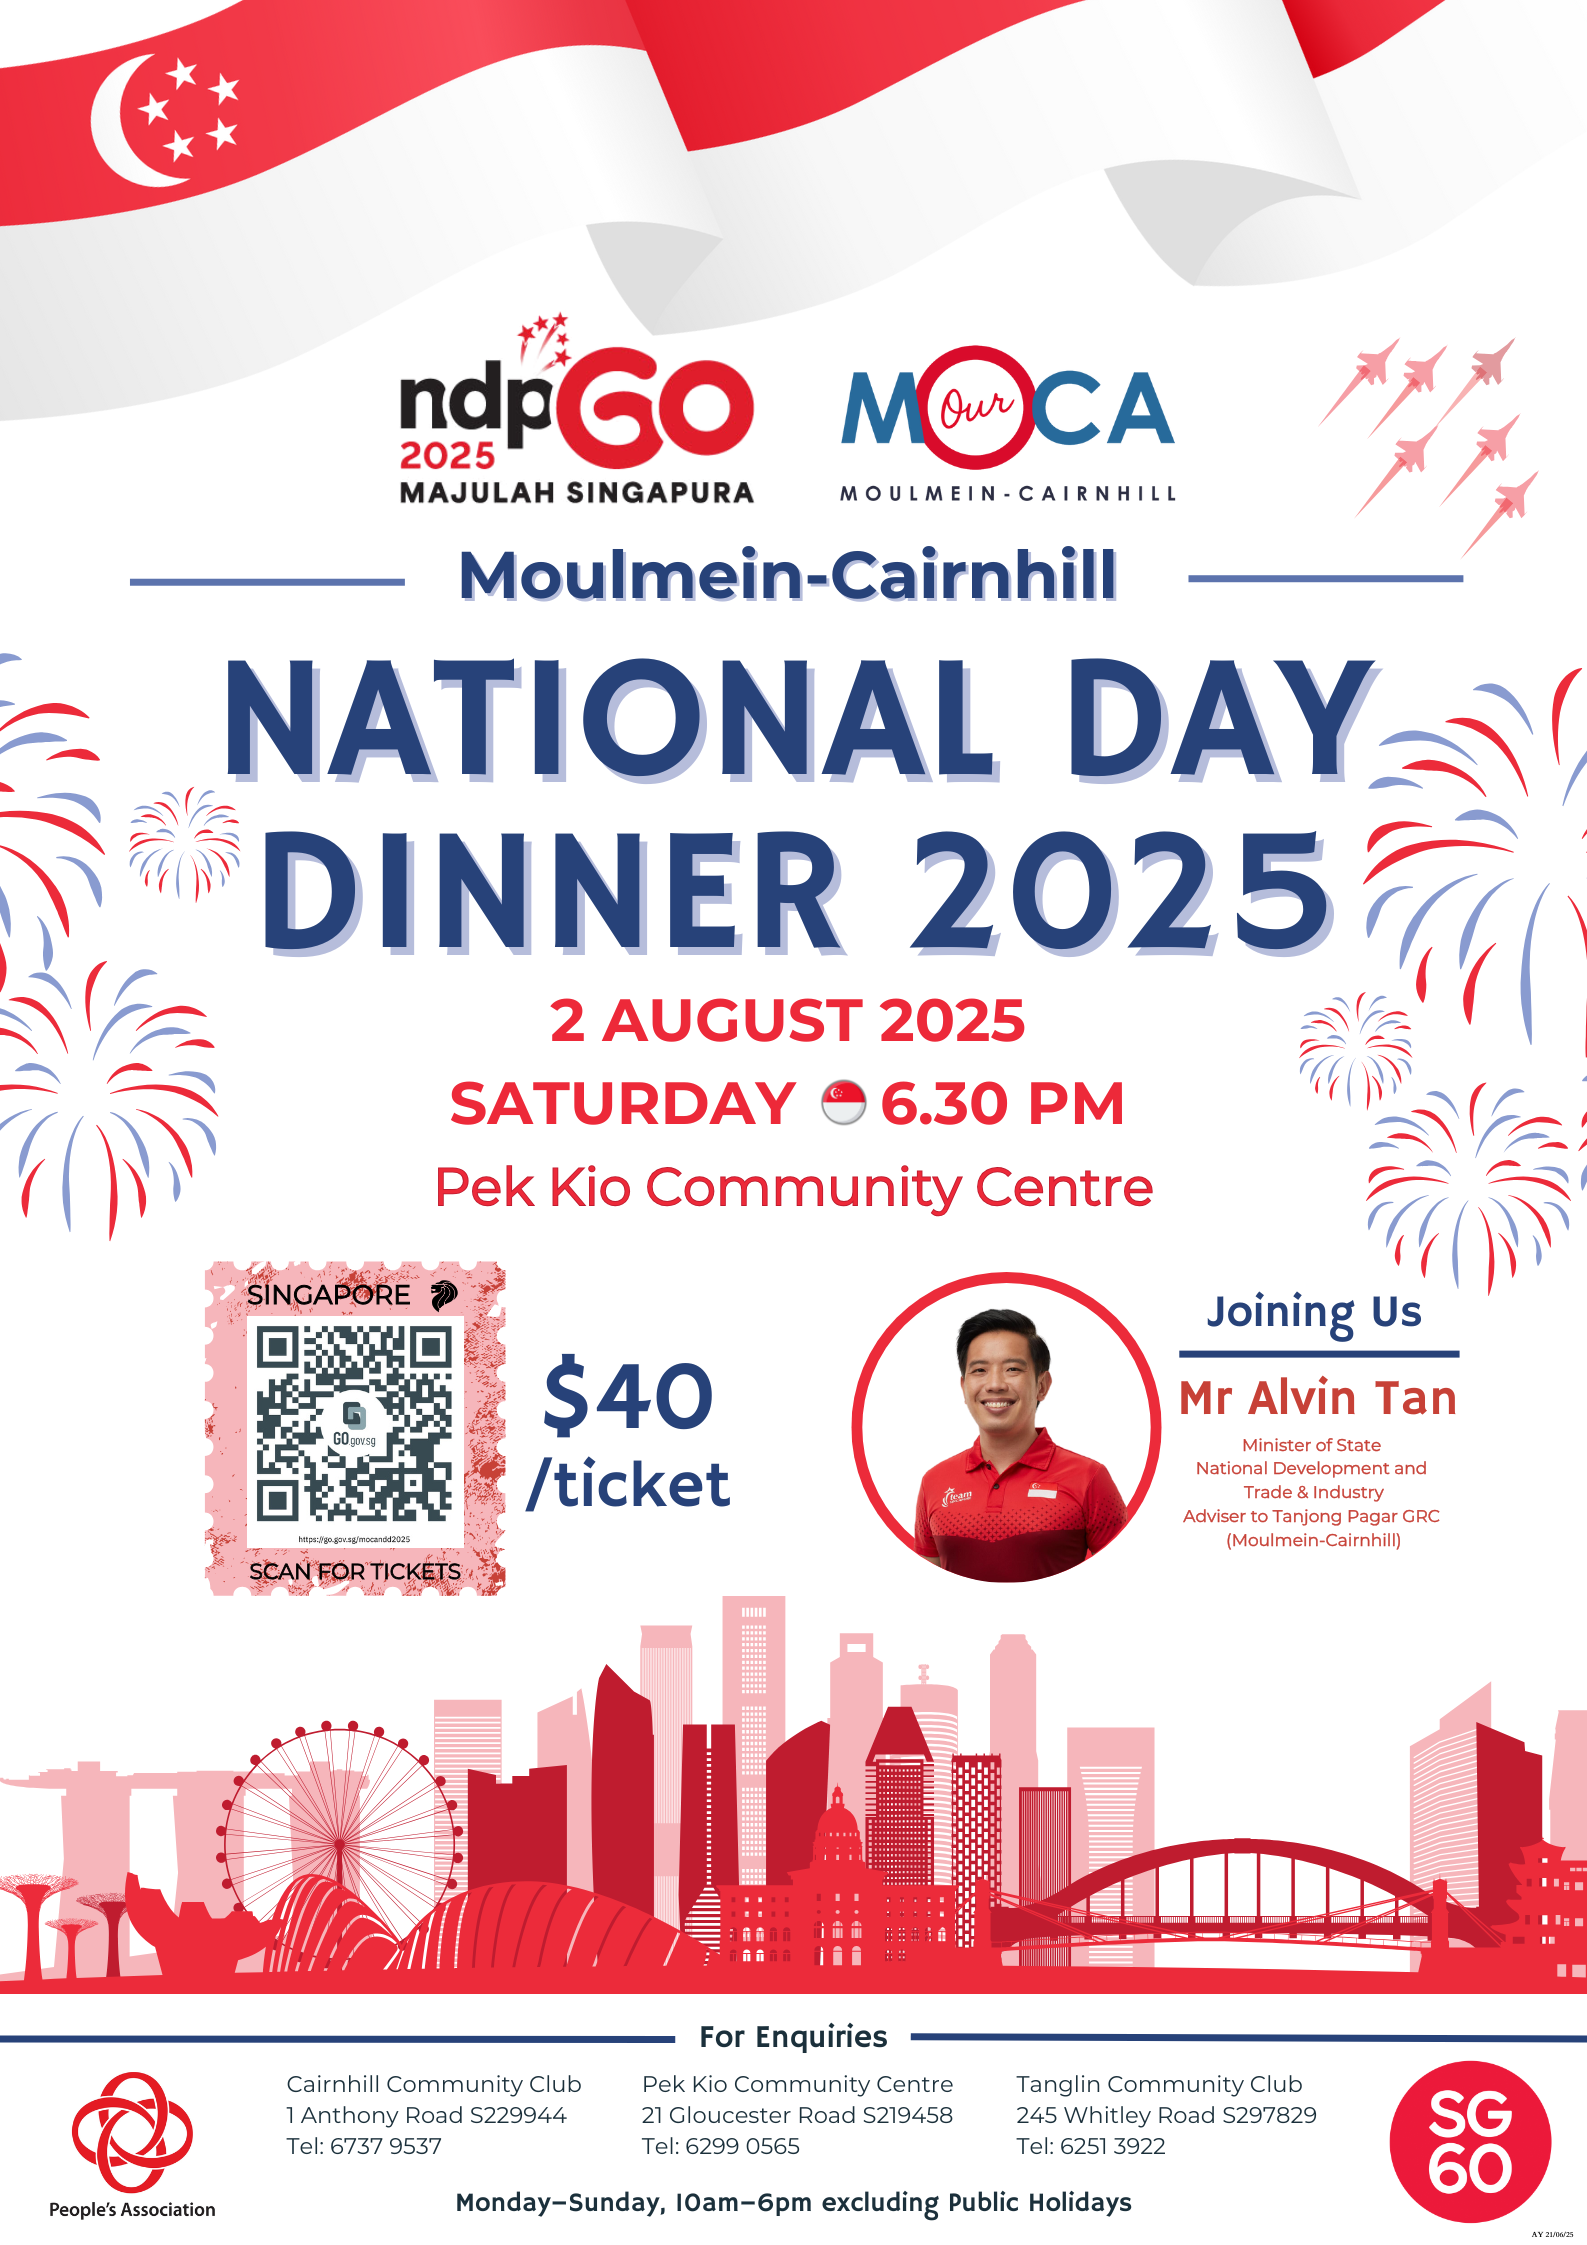 ndpGO
2025
MAJULAH SINGAPURA
MOCA
Our
MOULMEIN-CAIRNHILL
Moulmein-Cairnhill
NATIONAL DAY
DINNER 2025
2 AUGUST 2025
SATURDAY 6.30 PM
Pek Kio Community Centre
SINGAPORE
GO.gov.sg
https://go.gov.sg/mocandd2025
SCAN FOR TICKETS
$40
/ticket
team
Joining Us
Mr Alvin Tan
Minister of State
National Development and
Trade & Industry
Adviser to Tanjong Pagar GRC
(Moulmein-Cairnhill)
For Enquiries
Cairnhill Community Club
1 Anthony Road S229944
Tel: 6737 9537
Pek Kio Community Centre
21 Gloucester Road S219458
Tel: 6299 0565
Tanglin Community Club
245 Whitley Road S297829
Tel: 6251 3922
Monday–Sunday, 10am–6pm excluding Public Holidays
People's Association
SG
60
AY 21/06/25